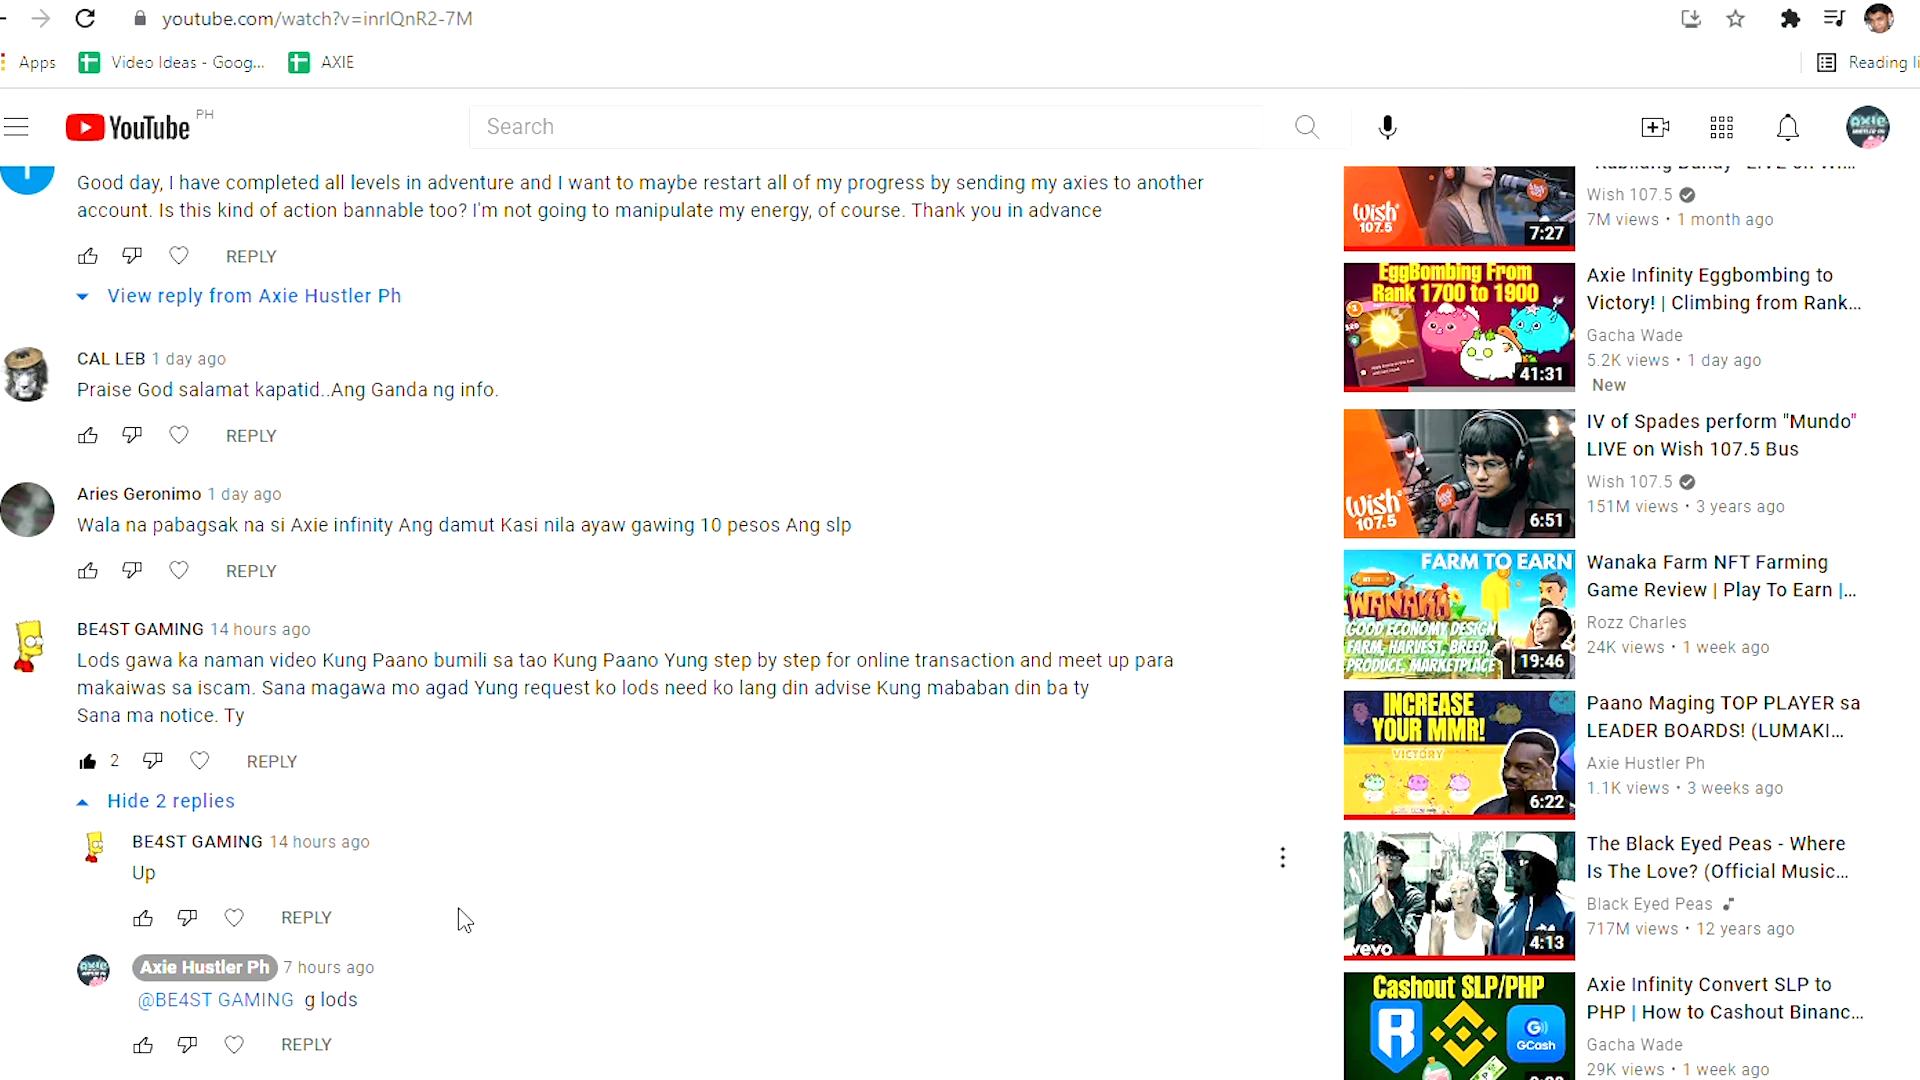 youtube.com/watch?v=inrlQnR2-7M
Apps
Video Ideas - Goog...
AXIE
Reading li
YouTube PH
Search
Good day, I have completed all levels in adventure and I want to maybe restart all of my progress by sending my axies to another
account. Is this kind of action bannable too? I'm not going to manipulate my energy, of course. Thank you in advance
REPLY
View reply from Axie Hustler Ph
CAL LEB 1 day ago
Praise God salamat kapatid..Ang Ganda ng info.
REPLY
Aries Geronimo 1 day ago
Wala na pabagsak na si Axie infinity Ang damut Kasi nila ayaw gawing 10 pesos Ang slp
REPLY
BE4ST GAMING 14 hours ago
Lods gawa ka naman video Kung Paano bumili sa tao Kung Paano Yung step by step for online transaction and meet up para
makaiwas sa iscam. Sana magawa mo agad Yung request ko lods need ko lang din advise Kung mababan din ba ty
Sana ma notice. Ty
2
REPLY
Hide 2 replies
BE4ST GAMING 14 hours ago
Up
REPLY
Axie Hustler Ph 7 hours ago
@BE4ST GAMING g lods
REPLY
wish
107.5
7:27
Wish 107.5
7M views • 1 month ago
EggBombing From
Rank 1700 to 1900
41:31
Axie Infinity Eggbombing to
Victory! | Climbing from Rank...
Gacha Wade
5.2K views • 1 day ago
New
wish
107.5
6:51
IV of Spades perform "Mundo"
LIVE on Wish 107.5 Bus
Wish 107.5
151M views • 3 years ago
FARM TO EARN
WANAKA
GOOD ECONOMY DESIGN
FARM, HARVEST, BREED,
PRODUCE, MARKETPLACE
19:46
Wanaka Farm NFT Farming
Game Review | Play To Earn |...
Rozz Charles
24K views • 1 week ago
INCREASE
YOUR MMR!
VICTORY
6:22
Paano Maging TOP PLAYER sa
LEADER BOARDS! (LUMAKI...
Axie Hustler Ph
1.1K views • 3 weeks ago
vevo
4:13
The Black Eyed Peas - Where
Is The Love? (Official Music...
Black Eyed Peas
717M views • 12 years ago
Cashout SLP/PHP
GCash
Axie Infinity Convert SLP to
PHP | How to Cashout Binanc...
Gacha Wade
29K views • 1 week ago